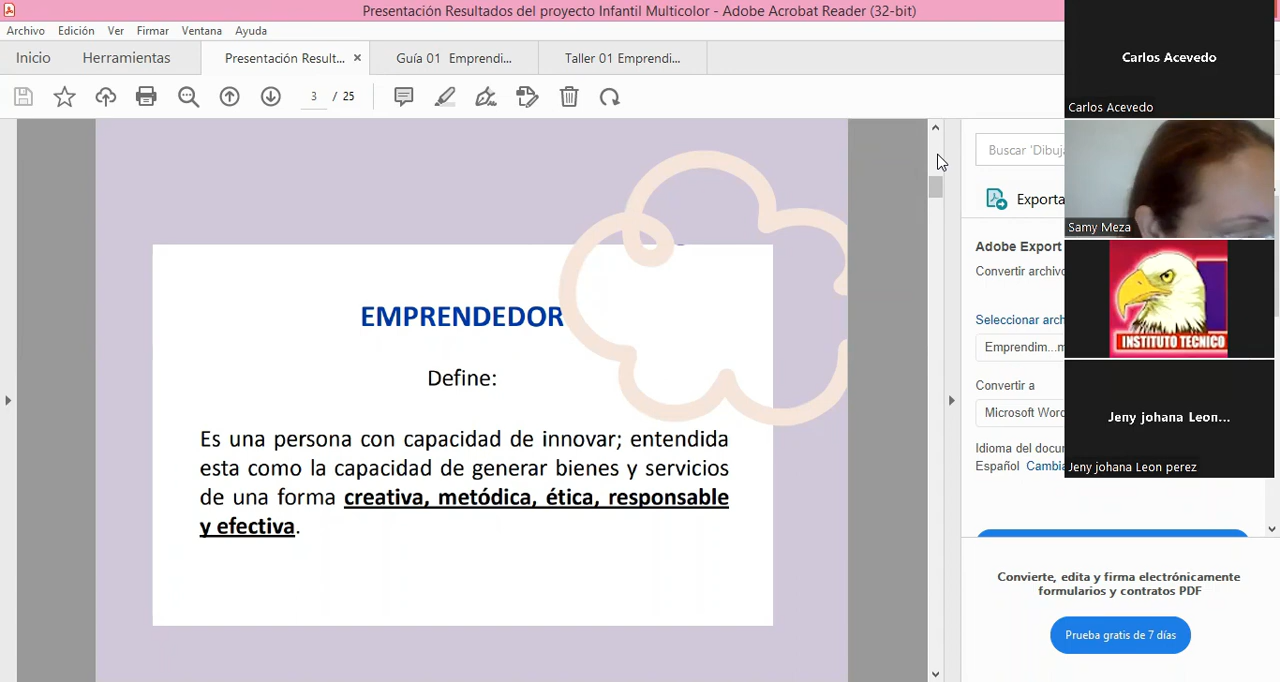 Presentación Resultados del proyecto Infantil Multicolor - Adobe Acrobat Reader (32-bit)
Archivo Edición Ver Firmar Ventana Ayuda
Inicio Herramientas Presentación Result... × Guía 01 Emprendi... Taller 01 Emprendi...
3 / 25
EMPRENDEDOR
Define:
Es una persona con capacidad de innovar; entendida
esta como la capacidad de generar bienes y servicios
de una forma creativa, metódica, ética, responsable
y efectiva.
Buscar 'Dibuja
Exporta
Adobe Export
Convertir archivo
Seleccionar arch
Emprendim...m
Convertir a
Microsoft Word
Idioma del docum
Español Cambia
Convierte, edita y firma electrónicamente
formularios y contratos PDF
Prueba gratis de 7 días
Carlos Acevedo
Carlos Acevedo
Samy Meza
INSTITUTO TECNICO
Jeny johana Leon...
Jeny johana Leon perez